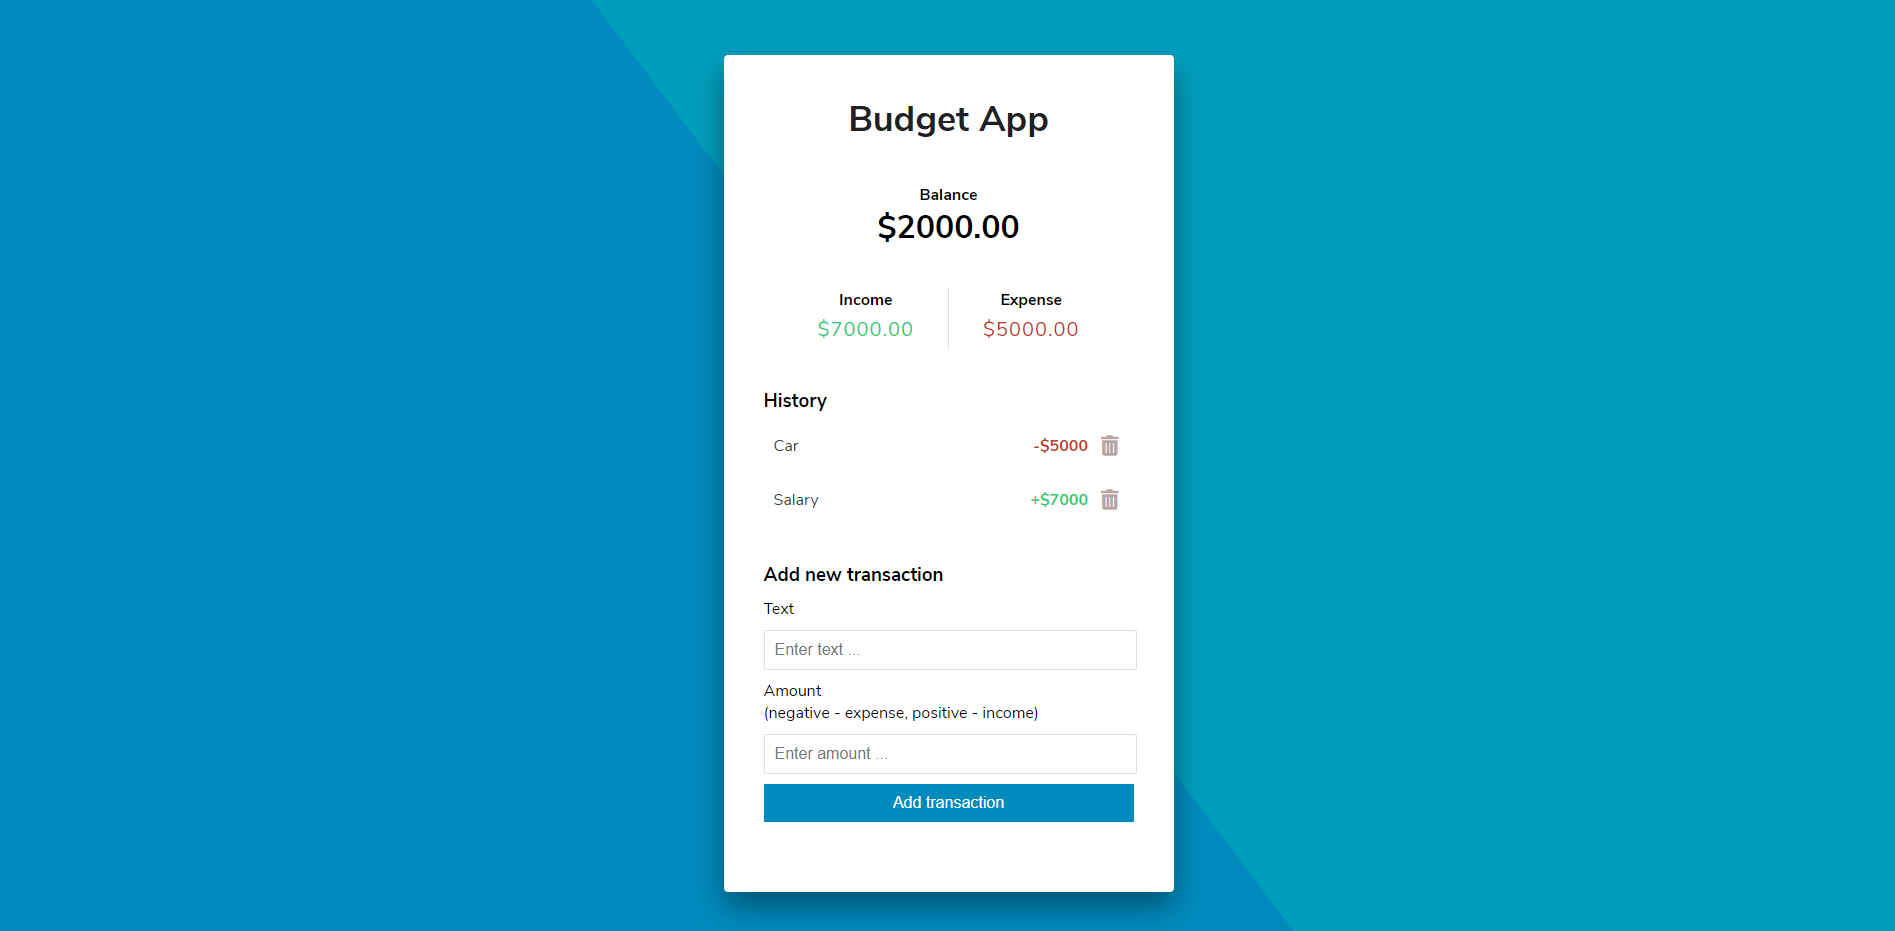 Budget App
Balance
$2000.00
Income
Expense
$7000.00
$5000.00
History
Car -$5000
Salary +$7000
Add new transaction
Text
Enter text ...
Amount
(negative - expense, positive - income)
Enter amount ...
Add transaction